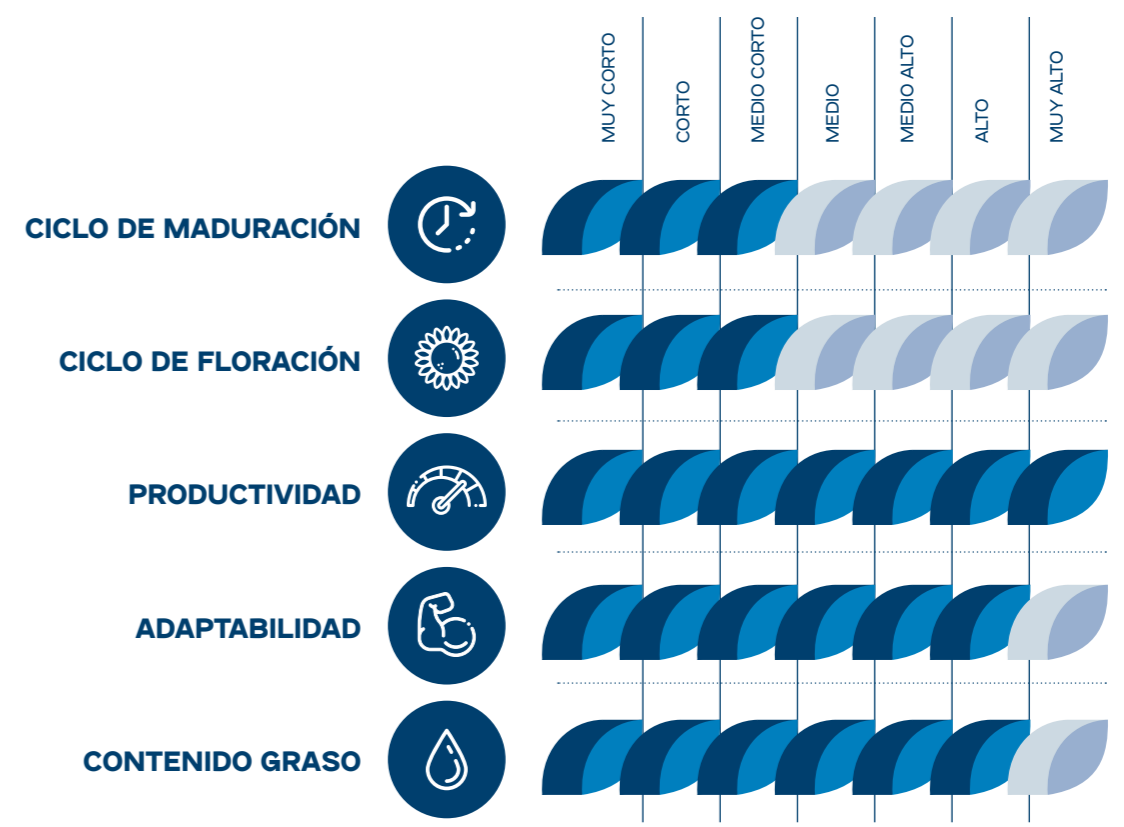 MUY CORTO
CORTO
MEDIO CORTO
MEDIO
MEDIO ALTO
ALTO
MUY ALTO
CICLO DE MADURACIÓN
CICLO DE FLORACIÓN
PRODUCTIVIDAD
ADAPTABILIDAD
CONTENIDO GRASO